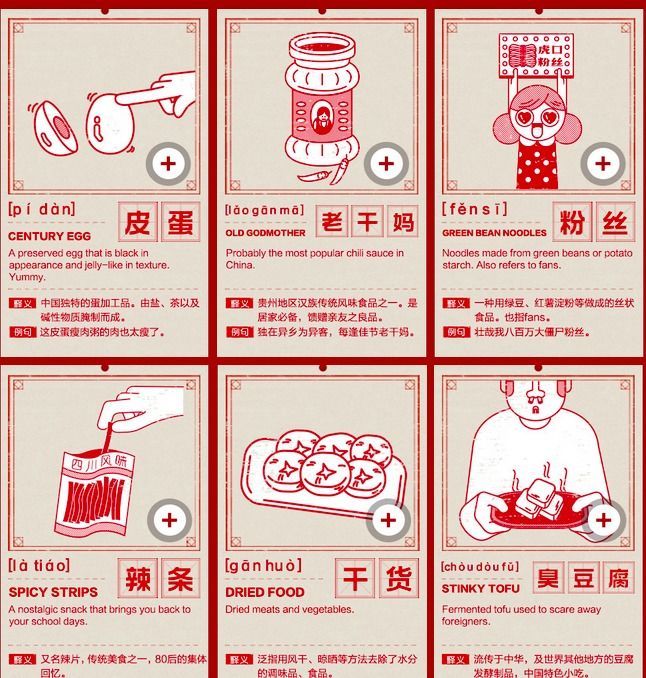 [pí dàn]
皮蛋
CENTURY EGG
A preserved egg that is black in
appearance and jelly-like in texture.
Yummy.
释义 中国独特的蛋加工品。由盐、茶以及
碱性物质腌制而成。
例句 这皮蛋瘦肉粥的肉也太瘦了。
[lǎo gān mā]
老干妈
OLD GODMOTHER
Probably the most popular chili sauce in
China.
释义 贵州地区汉族传统风味食品之一。是
居家必备，馈赠亲友之良品。
例句 独在异乡为异客，每逢佳节老干妈。
虎口
粉丝
[fěn sī]
粉丝
GREEN BEAN NOODLES
Noodles made from green beans or potato
starch. Also refers to fans.
释义 一种用绿豆、红薯淀粉等做成的丝状
食品。也指fans。
例句 壮哉我八百万大僵尸粉丝。
四川风味
[là tiáo]
辣条
SPICY STRIPS
A nostalgic snack that brings you back to
your school days.
释义 又名辣片，传统美食之一，80后的集体
回忆。
[gān huò]
干货
DRIED FOOD
Dried meats and vegetables.
释义 泛指用风干、晾晒等方法去除了水分
的调味品、食品。
[chòu dòu fǔ]
臭豆腐
STINKY TOFU
Fermented tofu used to scare away
foreigners.
释义 流传于中华，及世界其他地方的豆腐
发酵制品，中国特色小吃。